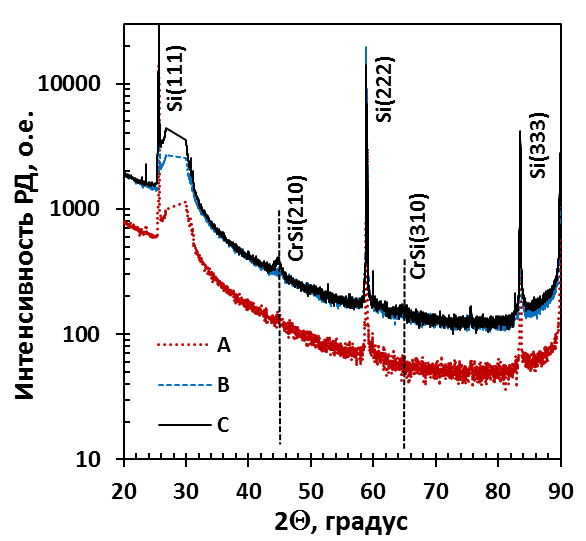 Интенсивность РД, о.е.
10000
1000
100
10
Si(111)
CrSi(210)
Si(222)
CrSi(310)
Si(333)
A
B
C
20 30 40 50 60 70 80 90
2Θ, градус